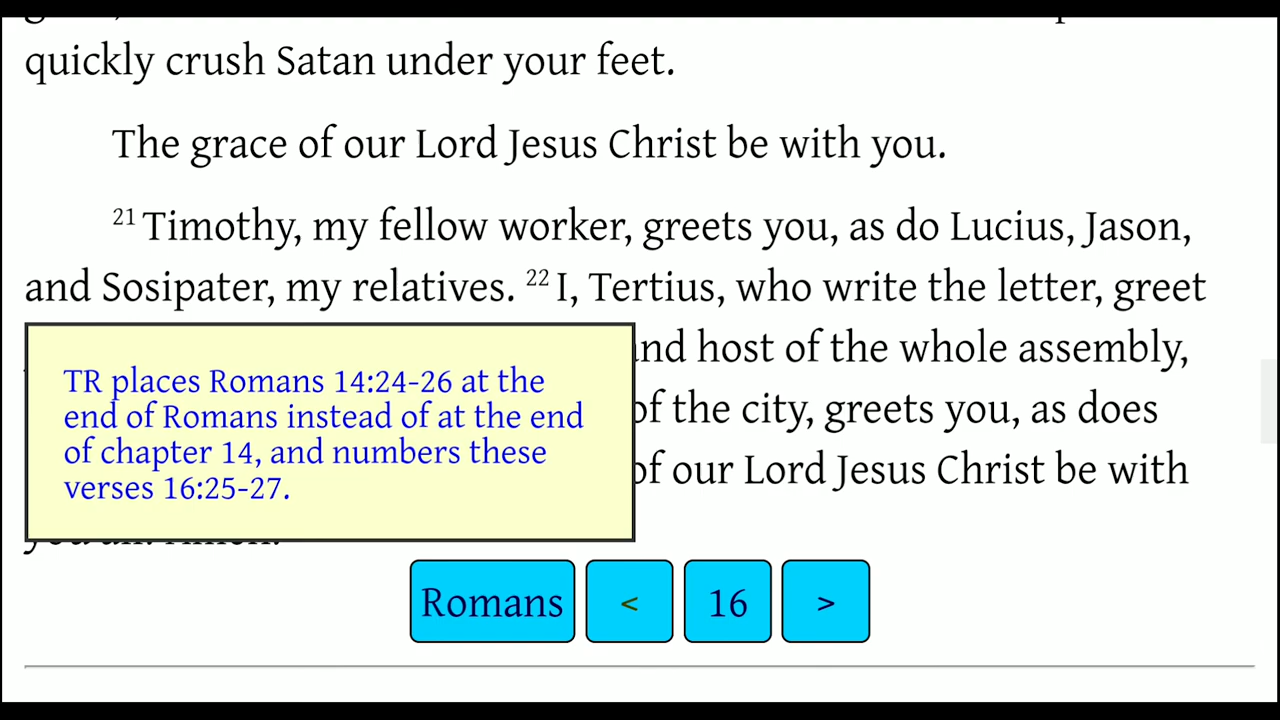 quickly crush Satan under your feet.
The grace of our Lord Jesus Christ be with you.
21 Timothy, my fellow worker, greets you, as do Lucius, Jason,
and Sosipater, my relatives. 22 I, Tertius, who write the letter, greet
host of the whole assembly,
TR places Romans 14:24-26 at the
end of Romans instead of at the end
of chapter 14, and numbers these
verses 16:25-27.
of the city, greets you, as does
of our Lord Jesus Christ be with
Romans
<
16
>